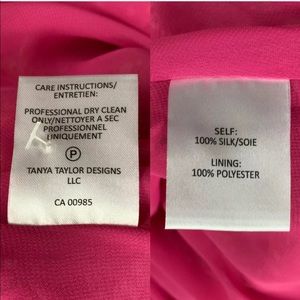 CARE INSTRUCTIONS/
ENTRETIEN:
PROFESSIONAL DRY CLEAN
ONLY/NETTOYER A SEC
PROFESSIONNEL
UNIQUEMENT
P
TANYA TAYLOR DESIGNS
LLC
CA 00985
SELF:
100% SILK/SOIE
LINING:
100% POLYESTER